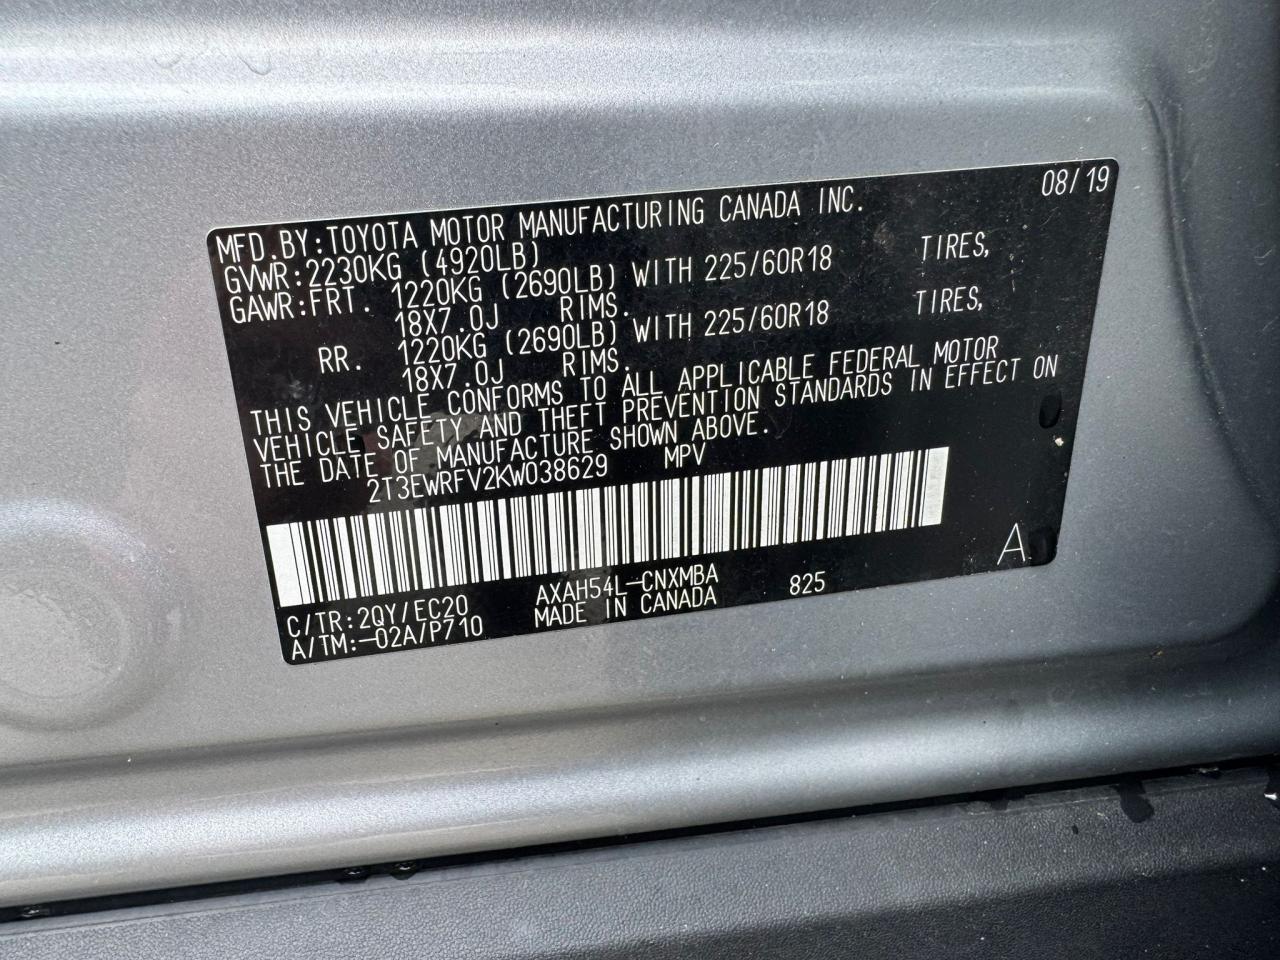 08/19
MFD.BY:TOYOTA MOTOR MANUFACTURING CANADA INC.
GVWR:2230KG (4920LB)
GAWR:FRT. 1220KG (2690LB) WITH 225/60R18 TIRES,
18X7.0J RIMS.
RR. 1220KG (2690LB) WITH 225/60R18 TIRES,
18X7.0J RIMS.
THIS VEHICLE CONFORMS TO ALL APPLICABLE FEDERAL MOTOR
VEHICLE SAFETY AND THEFT PREVENTION STANDARDS IN EFFECT ON
THE DATE OF MANUFACTURE SHOWN ABOVE.
2T3EWRFV2KW038629 MPV
A
C/TR:2QY/EC20 AXAH54L-CNXMBA 825
A/TM:-02A/P710 MADE IN CANADA